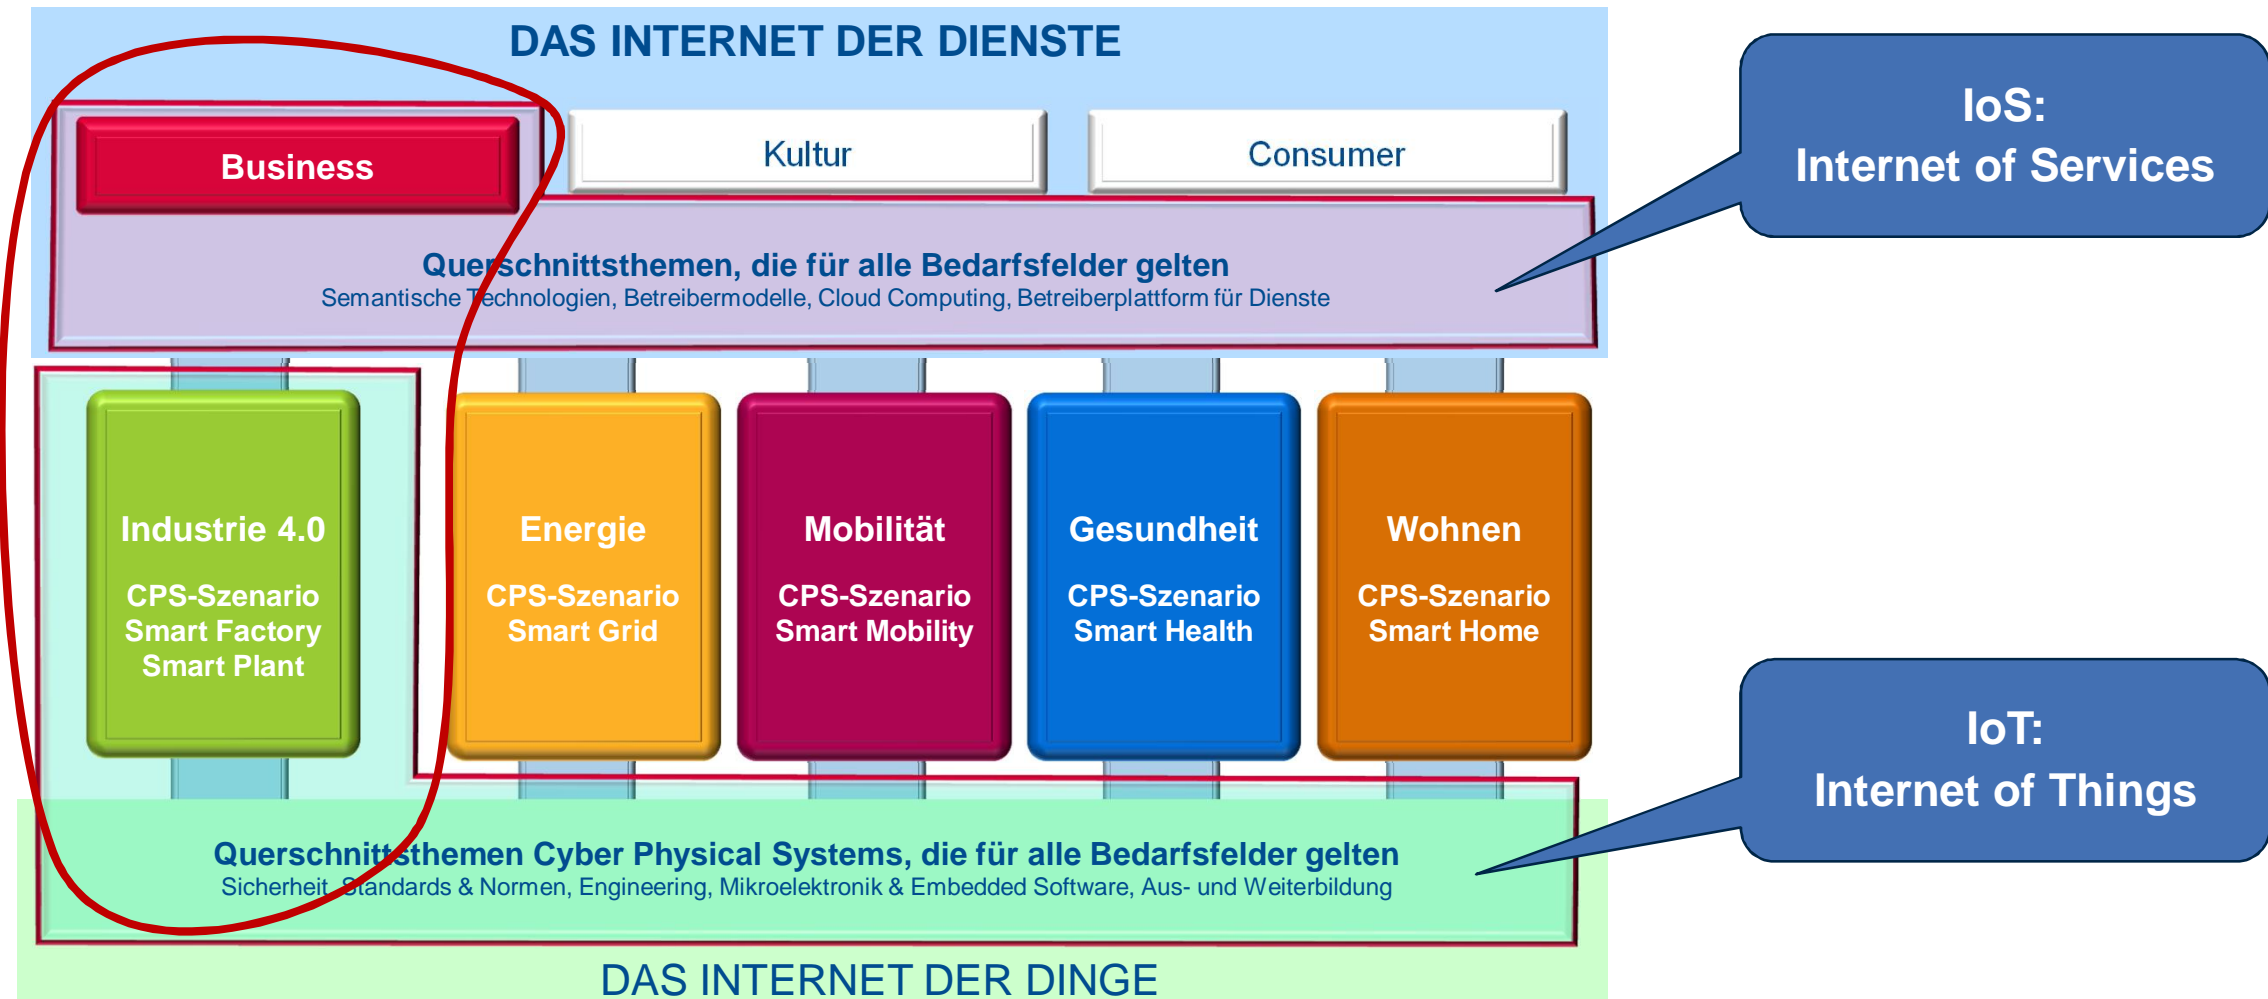 DAS INTERNET DER DIENSTE
Business
Kultur
Consumer
Querschnittsthemen, die für alle Bedarfsfelder gelten
Semantische Technologien, Betreibermodelle, Cloud Computing, Betreiberplattform für Dienste
IoS:
Internet of Services
Industrie 4.0
CPS-Szenario
Smart Factory
Smart Plant
Energie
CPS-Szenario
Smart Grid
Mobilität
CPS-Szenario
Smart Mobility
Gesundheit
CPS-Szenario
Smart Health
Wohnen
CPS-Szenario
Smart Home
IoT:
Internet of Things
Querschnittsthemen Cyber Physical Systems, die für alle Bedarfsfelder gelten
Sicherheit, Standards & Normen, Engineering, Mikroelektronik & Embedded Software, Aus- und Weiterbildung
DAS INTERNET DER DINGE